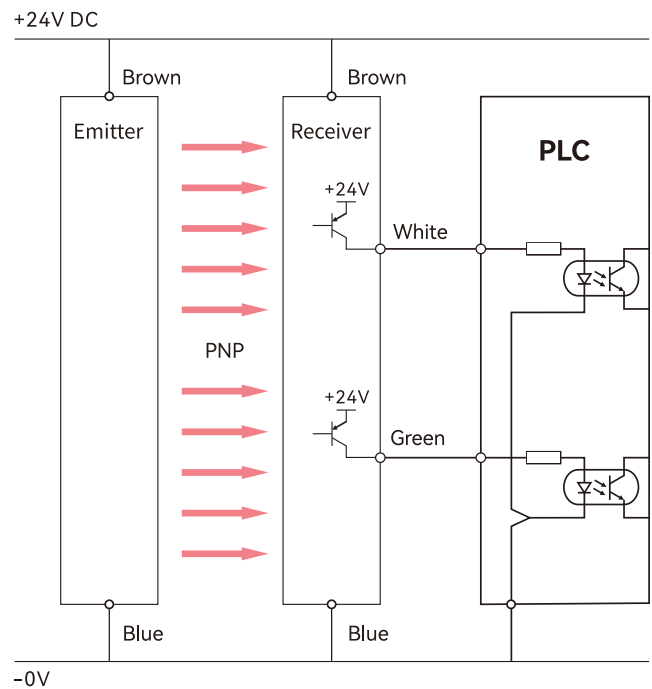 +24V DC
Brown
Brown
Emitter
Receiver
PLC
+24V
White
PNP
+24V
Green
Blue
Blue
-0V